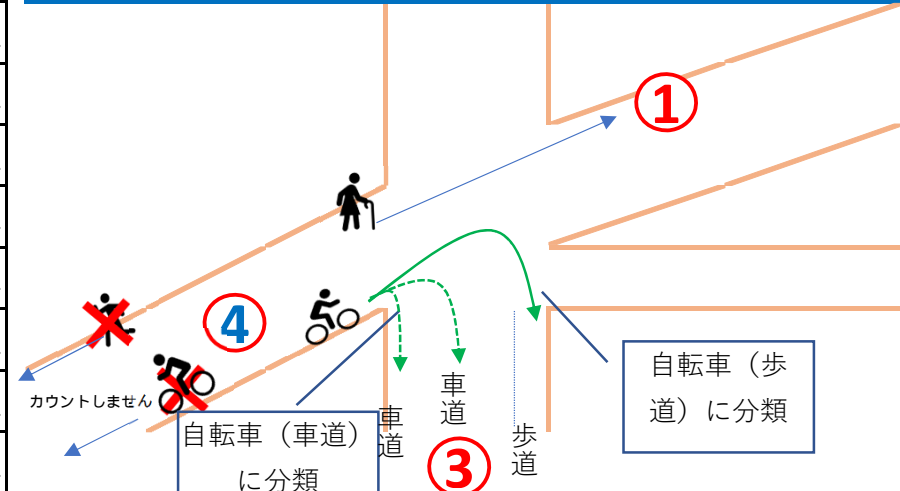 ①
④
カウントしません
自転車（車道）
に分類
車道
車道
③
歩道
自転車（歩
道）に分類